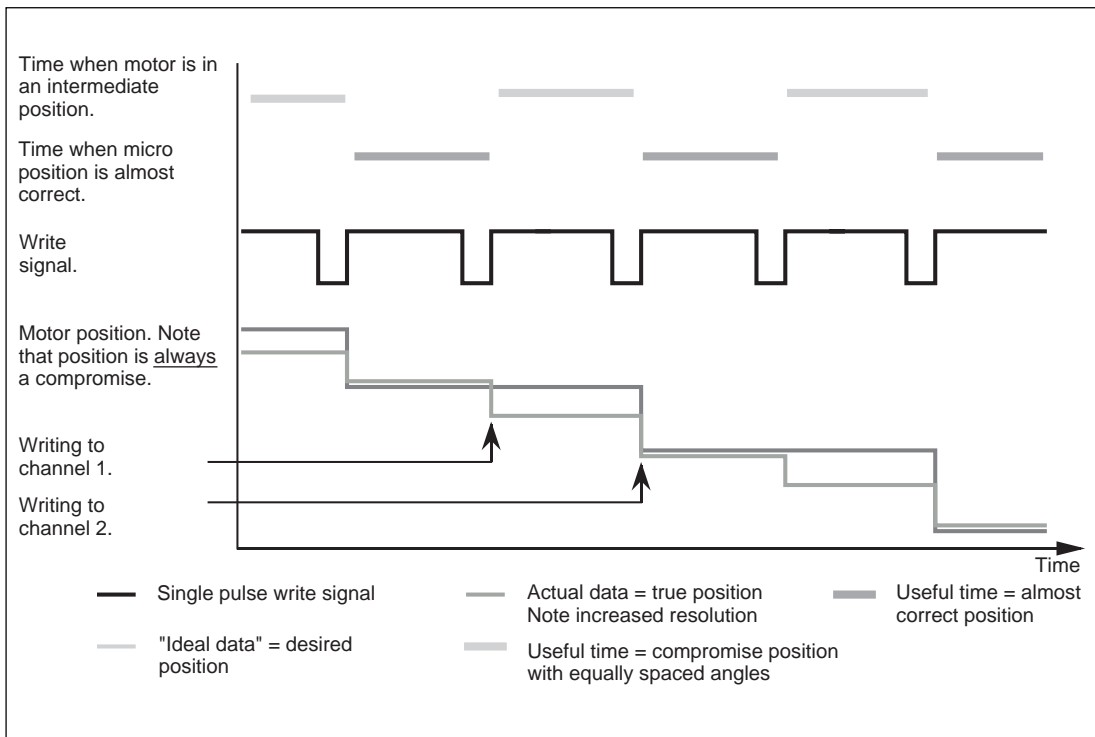 Time when motor is in
an intermediate
position.
Time when micro
position is almost
correct.
Write
signal.
Motor position. Note
that position is always
a compromise.
Writing to
channel 1.
Writing to
channel 2.
Time
Single pulse write signal
"Ideal data" = desired
position
Actual data = true position
Note increased resolution
Useful time = compromise position
with equally spaced angles
Useful time = almost
correct position